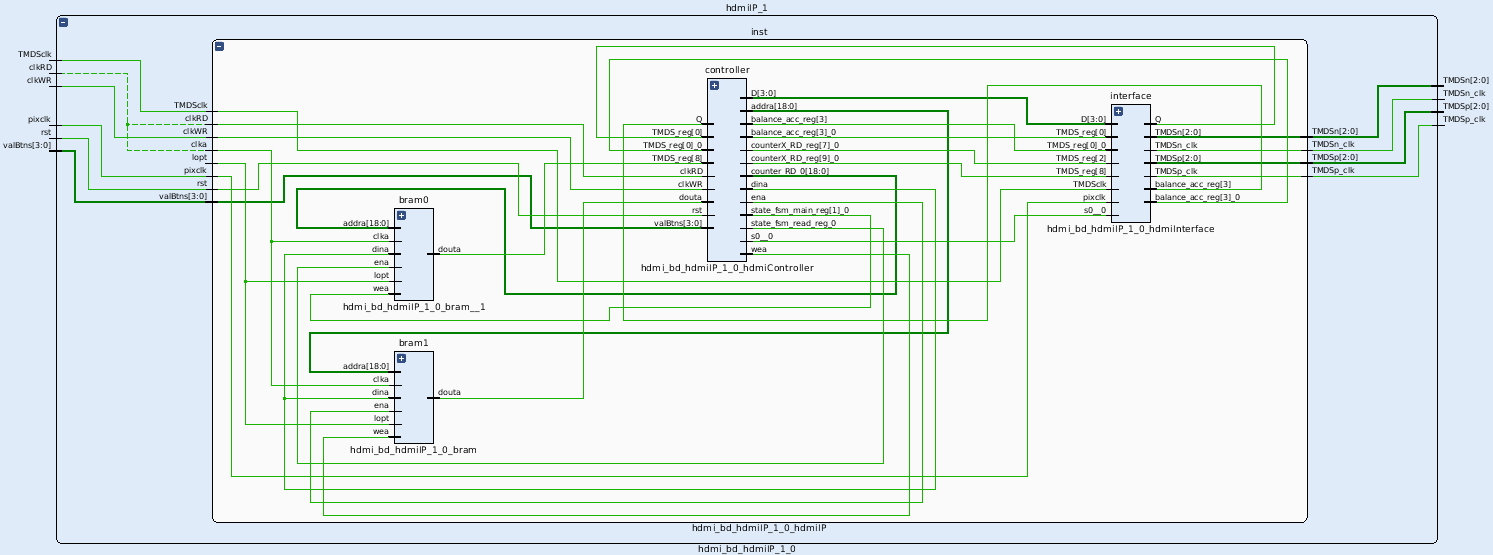 hdmiIP_1
inst
TMDSclk
clkRD
clkWR
pixclk
rst
valBtns[3:0]
TMDSclk
clkRD
clkWR
clka
lopt
pixclk
rst
valBtns[3:0]
bram0
addra[18:0]
clka
dina
ena
lopt
wea
douta
hdmi_bd_hdmiIP_1_0_bram__1
bram1
addra[18:0]
clka
dina
ena
lopt
wea
douta
hdmi_bd_hdmiIP_1_0_bram
controller
Q
TMDS_reg[0]
TMDS_reg[0]_0
TMDS_reg[8]
clkRD
clkWR
douta
rst
valBtns[3:0]
D[3:0]
addra[18:0]
balance_acc_reg[3]
balance_acc_reg[3]_0
counterX_RD_reg[7]_0
counterX_RD_reg[9]_0
counter_RD_0[18:0]
dina
ena
state_fsm_main_reg[1]_0
state_fsm_read_reg_0
s0__0
wea
hdmi_bd_hdmiIP_1_0_hdmiController
interface
D[3:0]
TMDS_reg[0]
TMDS_reg[0]_0
TMDS_reg[2]
TMDS_reg[8]
TMDSclk
pixclk
s0__0
Q
TMDSn[2:0]
TMDSn_clk
TMDSp[2:0]
TMDSp_clk
balance_acc_reg[3]
balance_acc_reg[3]_0
hdmi_bd_hdmiIP_1_0_hdmiInterface
TMDSn[2:0]
TMDSn_clk
TMDSp[2:0]
TMDSp_clk
TMDSn[2:0]
TMDSn_clk
TMDSp[2:0]
TMDSp_clk
hdmi_bd_hdmiIP_1_0_hdmiIP
hdmi_bd_hdmiIP_1_0